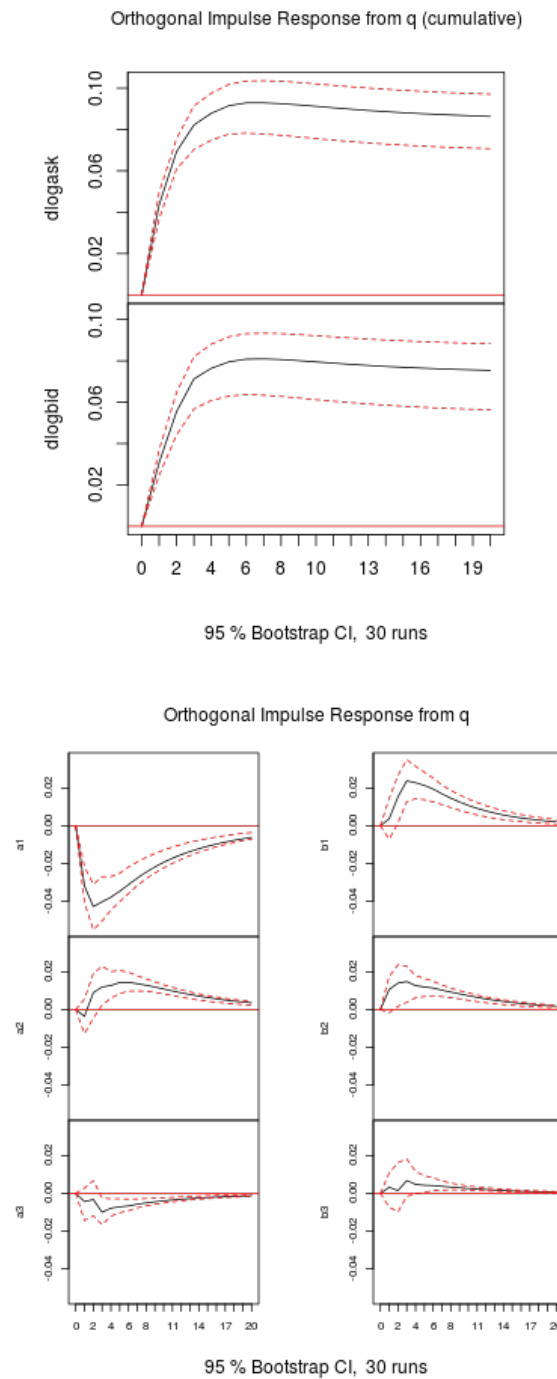 Orthogonal Impulse Response from q (cumulative)
dlogask
0.02 0.06 0.10
dlogbid
0.02 0.06 0.10
0 2 4 6 8 10 13 16 19
95 % Bootstrap CI, 30 runs
Orthogonal Impulse Response from q
a1
-0.04 -0.02 0.00 0.02
b1
-0.04 -0.02 0.00 0.02
a2
-0.04 -0.02 0.00 0.02
b2
-0.04 -0.02 0.00 0.02
a3
-0.04 -0.02 0.00 0.02
b3
-0.04 -0.02 0.00 0.02
0 2 4 6 8 11 14 17 20
0 2 4 6 8 11 14 17
95 % Bootstrap CI, 30 runs